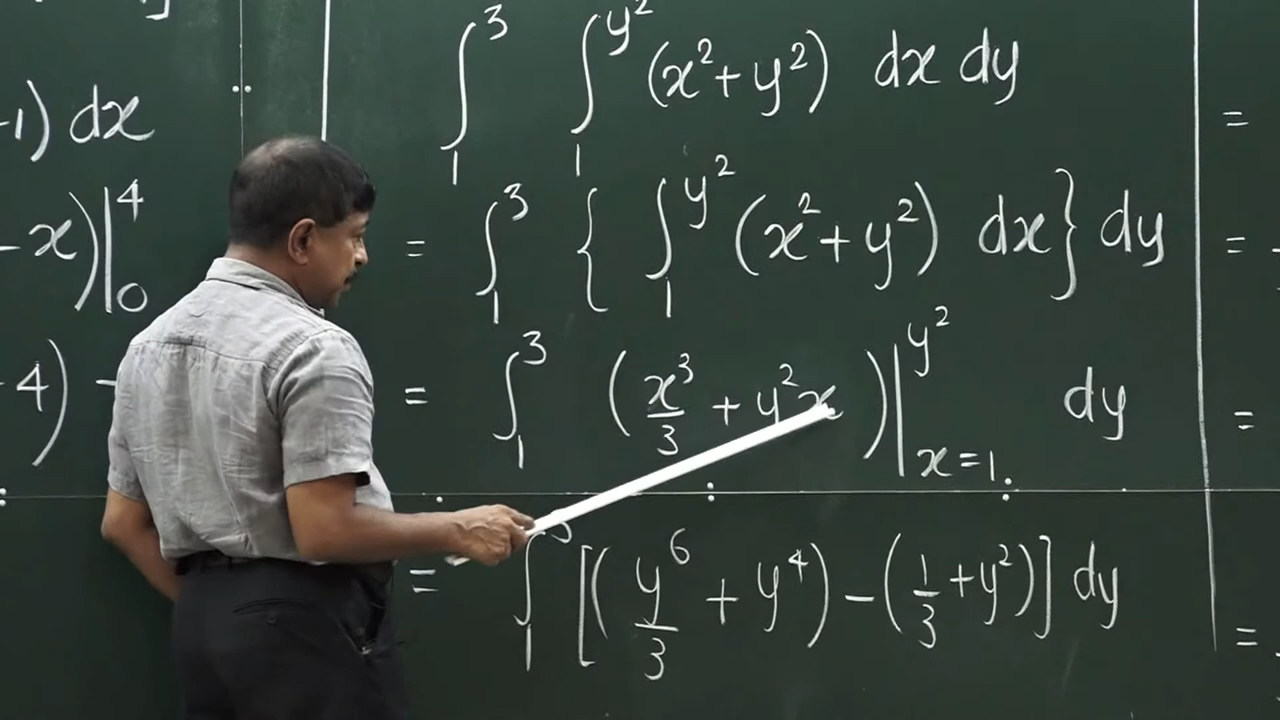 -1) dx
- x)|₀⁴
- 4) -
∫₁³ ∫₁^y² (x² + y²) dx dy
= ∫₁³ { ∫₁^y² (x² + y²) dx } dy
= ∫₁³ (x³/3 + y²x)|_{x=1.}^{y²} dy
= ∫₁ [(y⁶/3 + y⁴) - (1/3 + y²)] dy
=
=
=
=